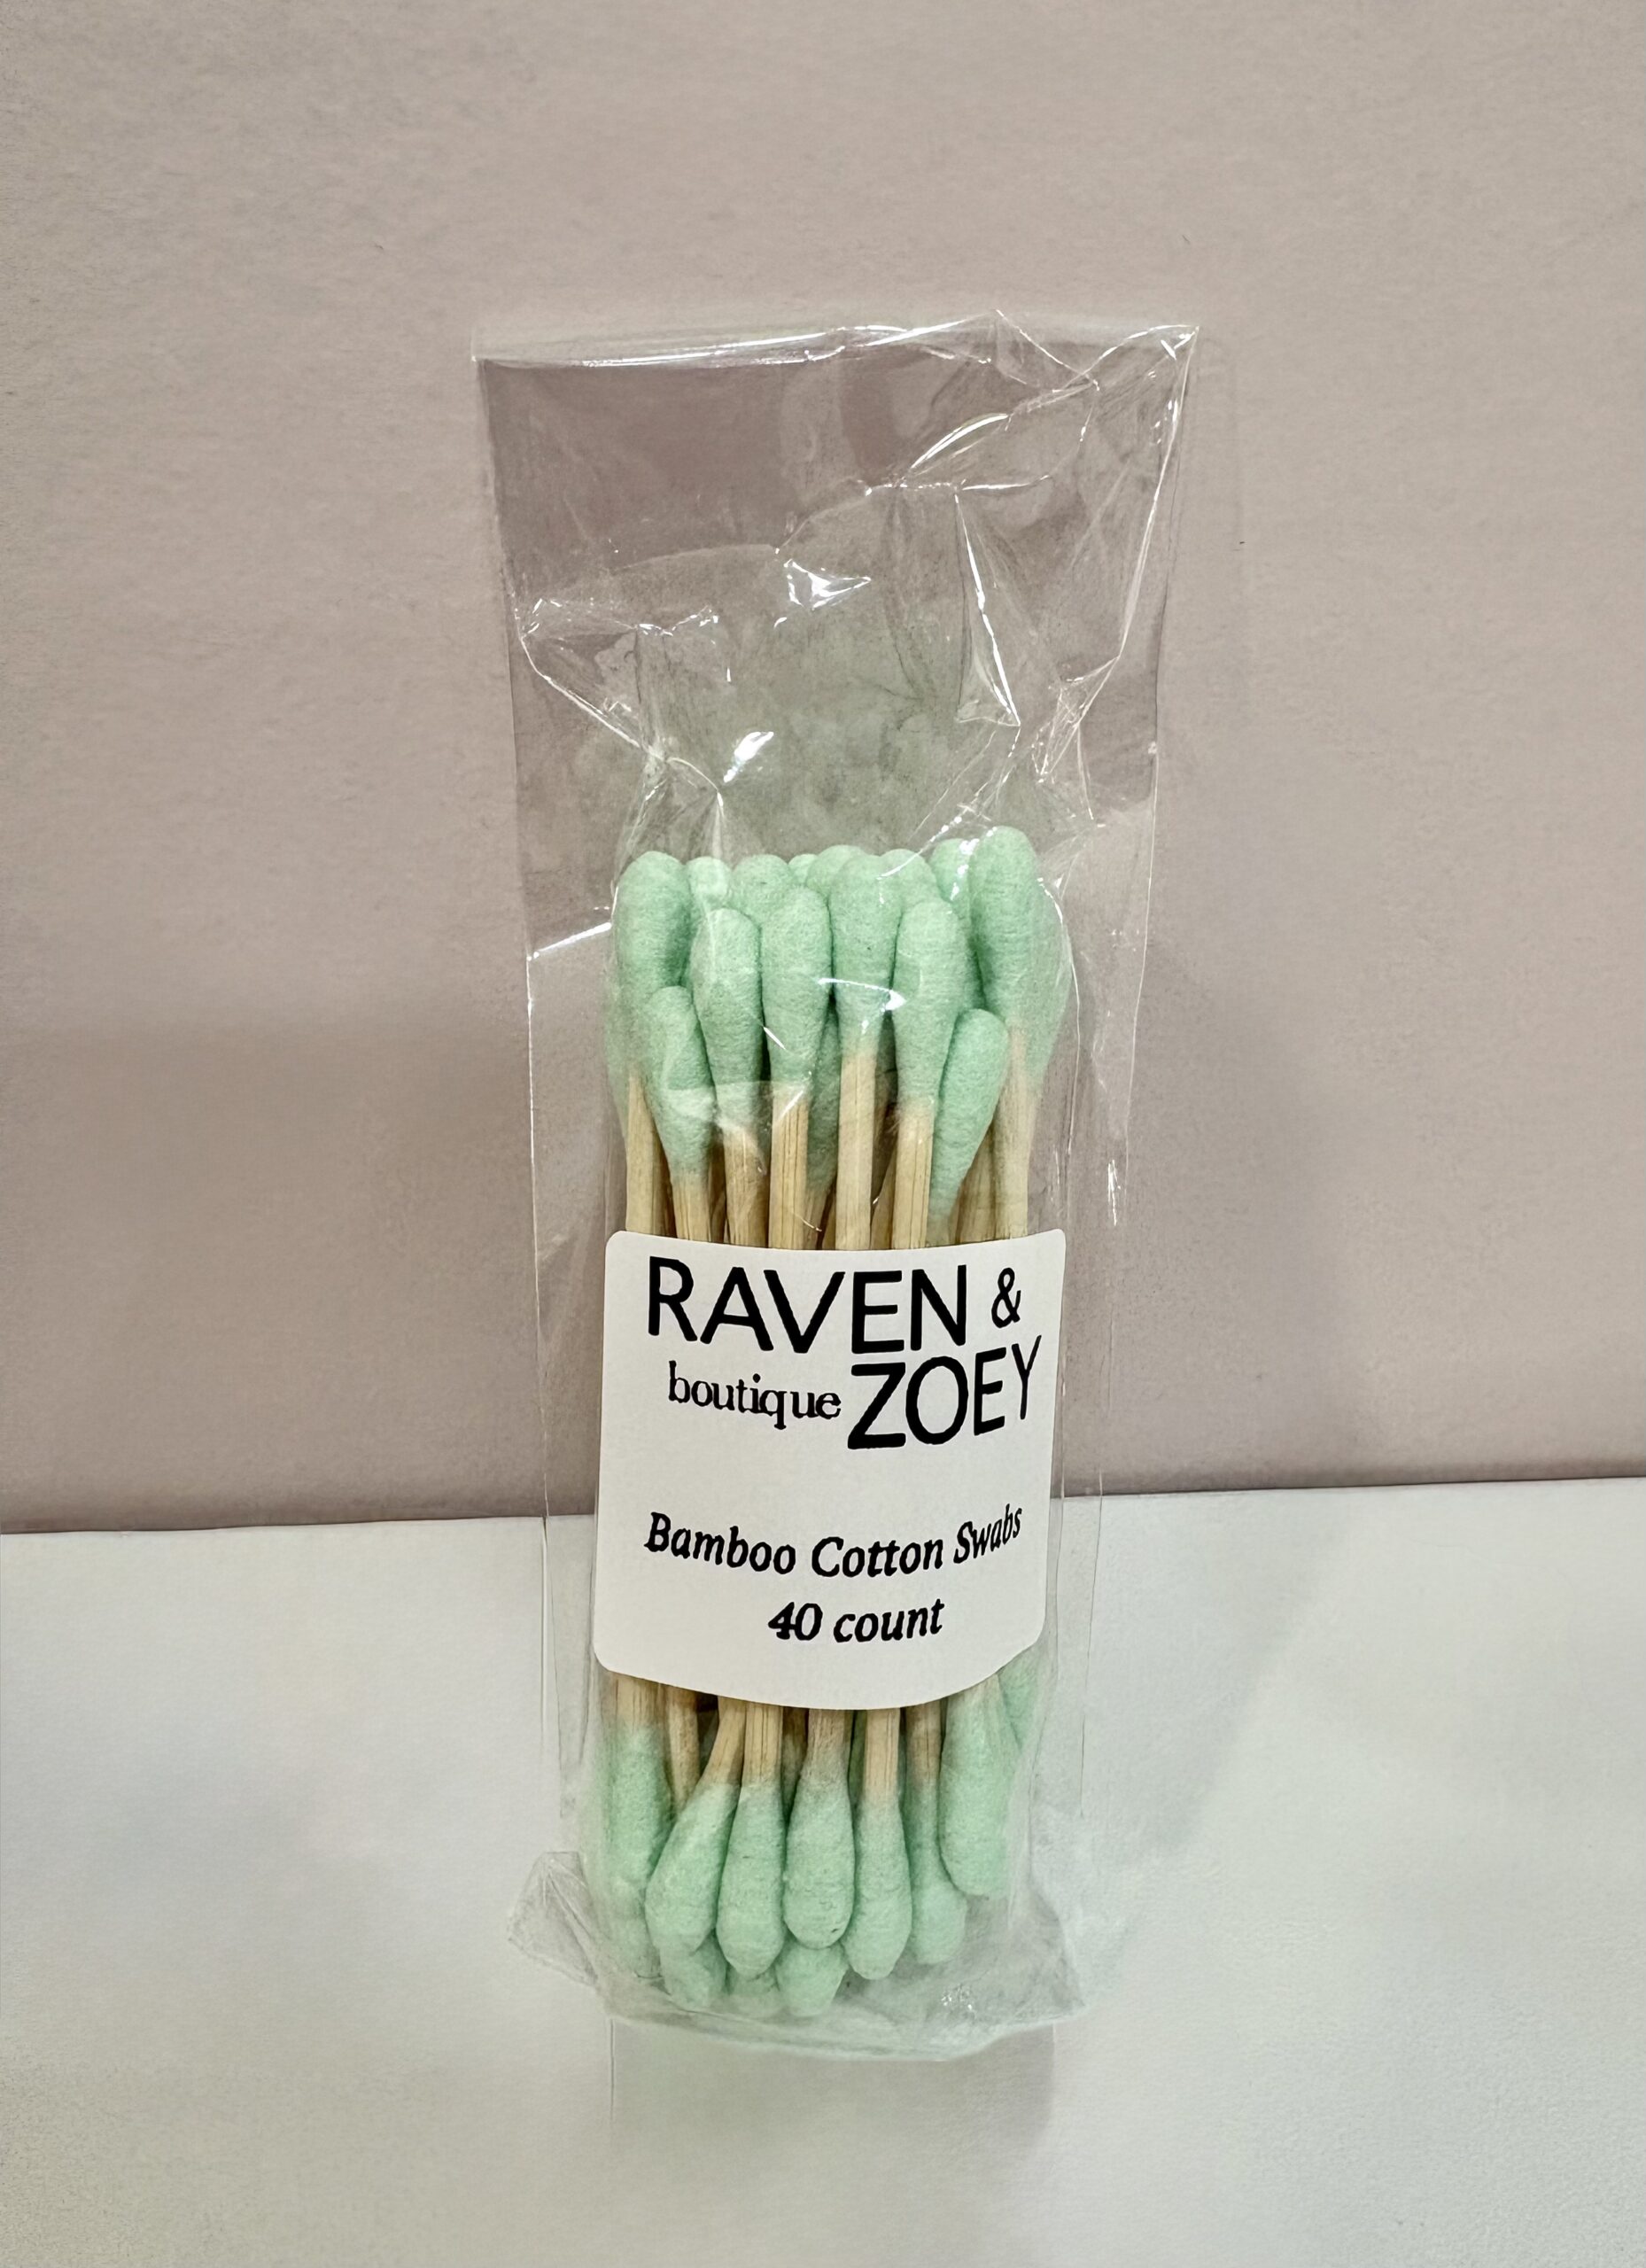 RAVEN &
boutique ZOEY
Bamboo Cotton Swabs
40 count